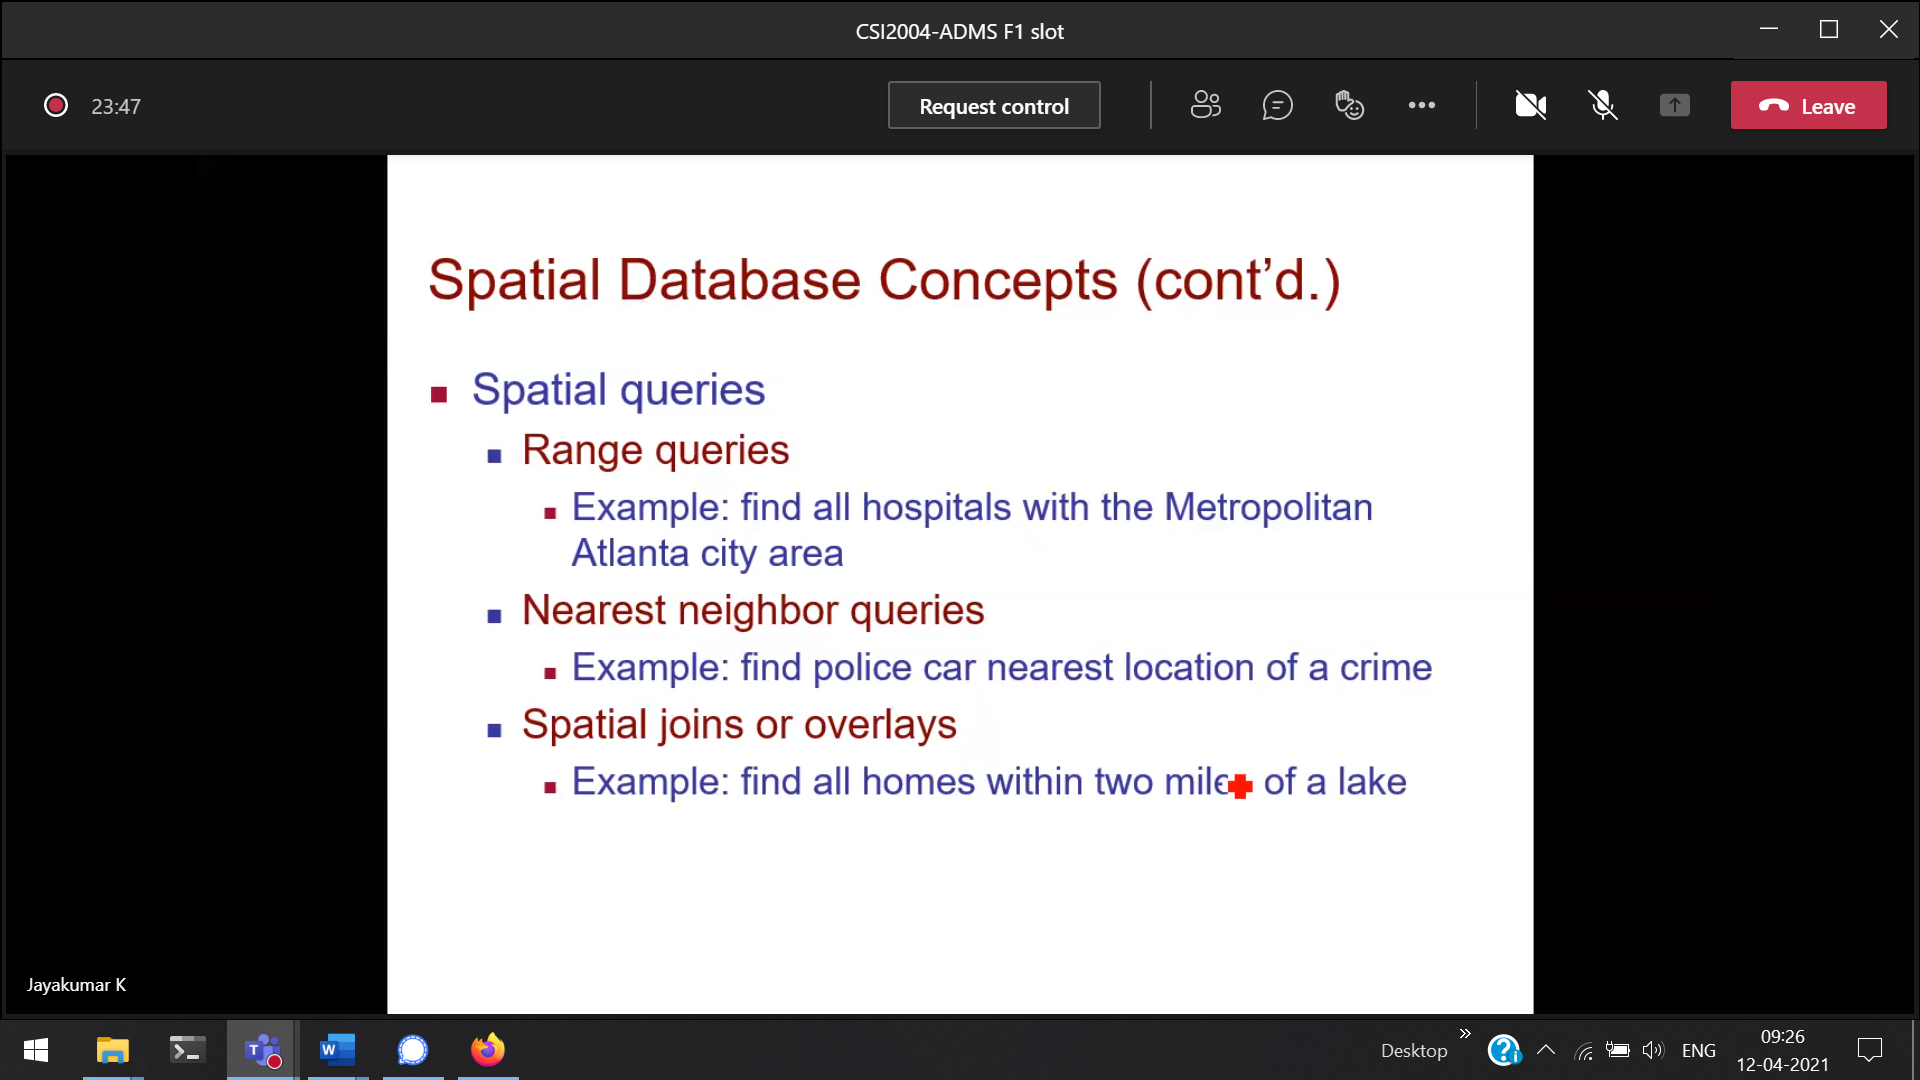 CSI2004-ADMS F1 slot
23:47
Request control
Leave
Spatial Database Concepts (cont’d.)
Spatial queries
Range queries
Example: find all hospitals with the Metropolitan
Atlanta city area
Nearest neighbor queries
Example: find police car nearest location of a crime
Spatial joins or overlays
Example: find all homes within two miles of a lake
Jayakumar K
Desktop
ENG
09:26
12-04-2021